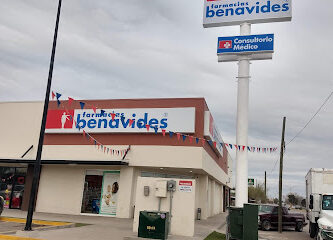 farmacias
benavides
Consultorio
Médico
farmacias
benavides